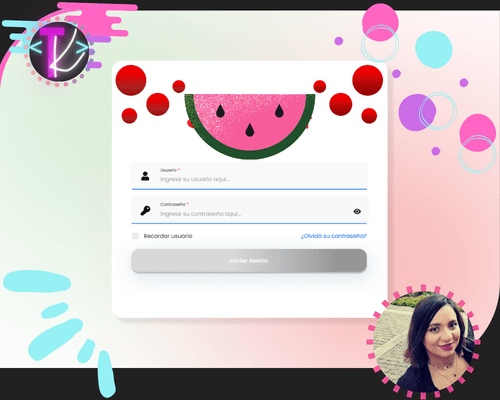 Usuario *
Ingrese su usuario aquí...
Contraseña *
Ingrese su contraseña aquí...
Recordar usuario
¿Olvidó su contraseña?
Iniciar Sesión